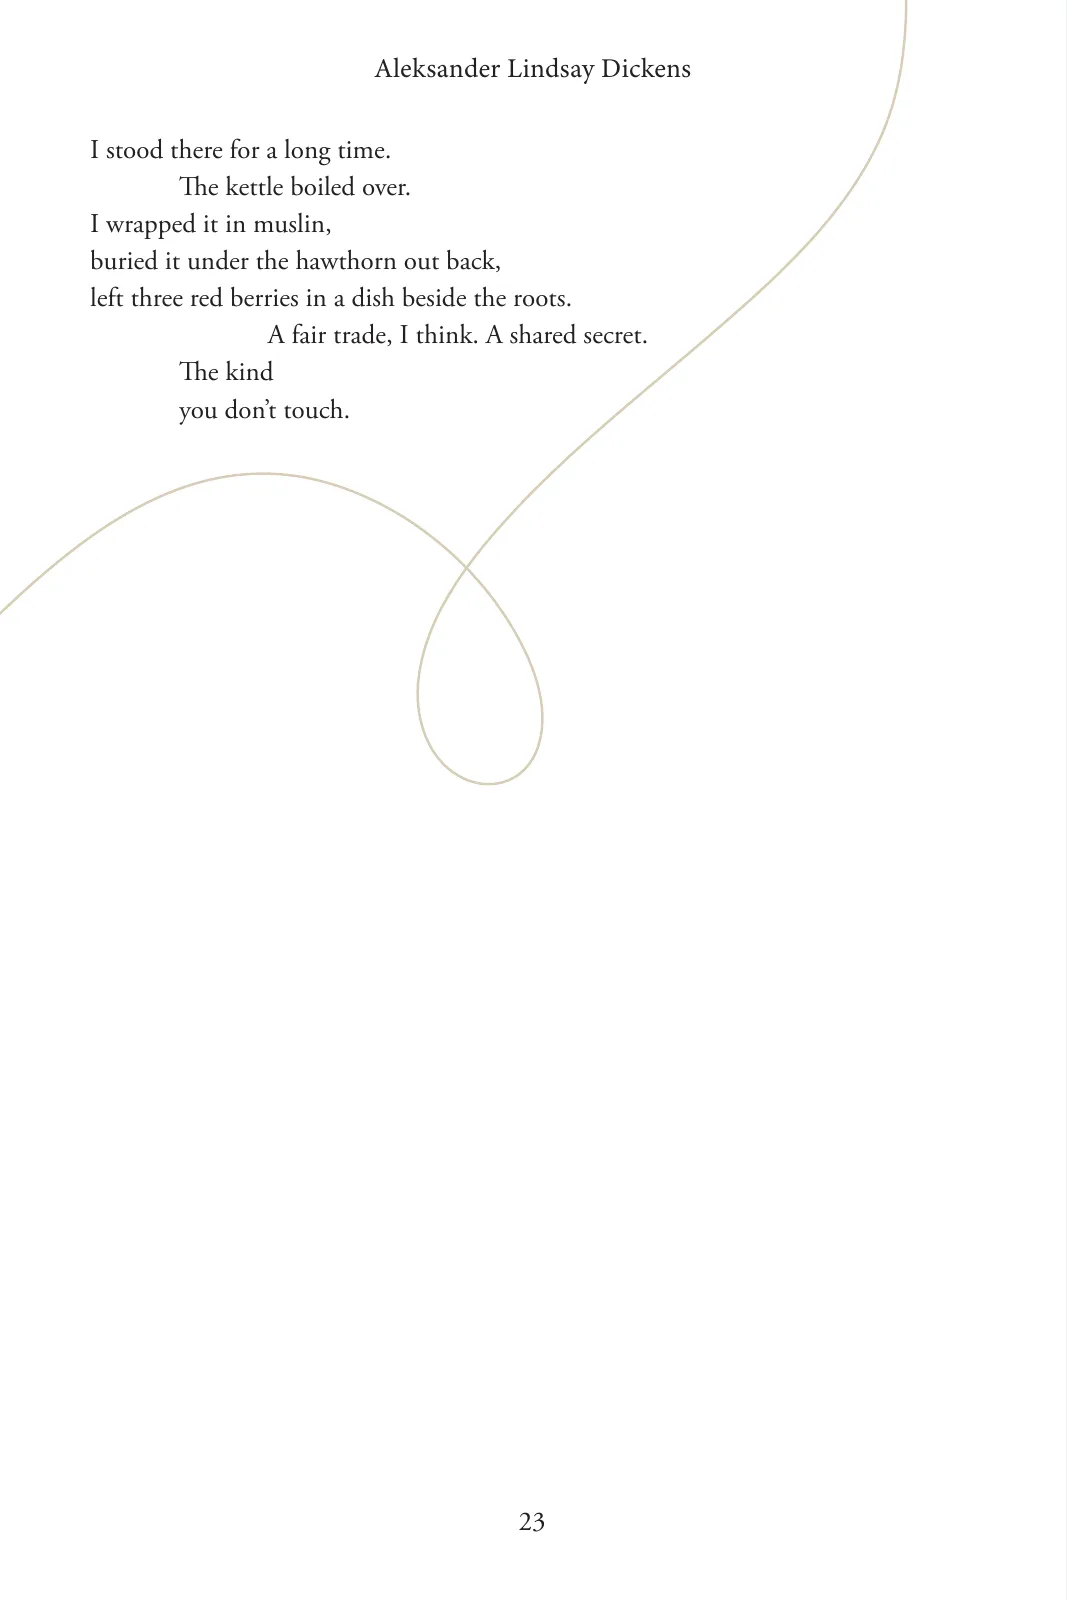 Aleksander Lindsay Dickens
I stood there for a long time.
The kettle boiled over.
I wrapped it in muslin,
buried it under the hawthorn out back,
left three red berries in a dish beside the roots.
A fair trade, I think. A shared secret.
The kind
you don’t touch.
23